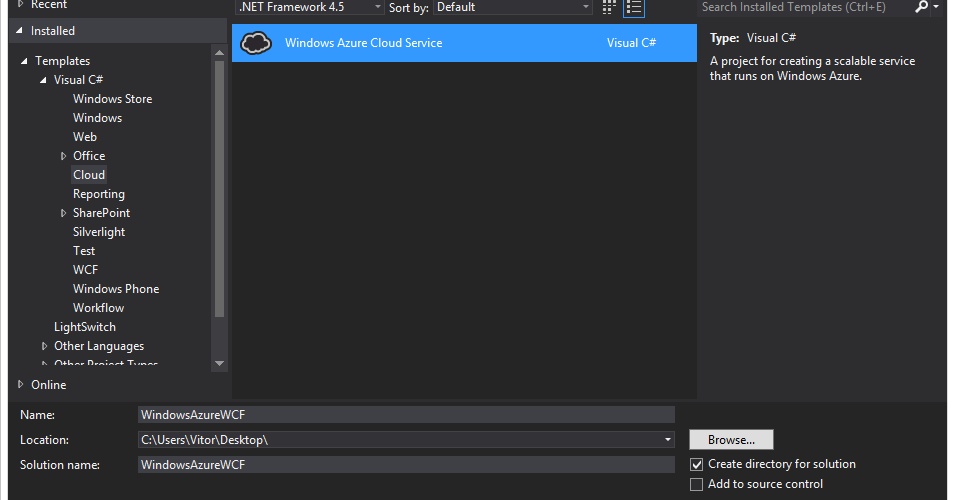 Recent
.NET Framework 4.5 Sort by: Default Search Installed Templates (Ctrl+E)
Installed
Templates
Visual C#
Windows Store
Windows
Web
Office
Cloud
Reporting
SharePoint
Silverlight
Test
WCF
Windows Phone
Workflow
LightSwitch
Other Languages
Other Project Types
Online
Windows Azure Cloud Service Visual C#
Type: Visual C#
A project for creating a scalable service
that runs on Windows Azure.
Name: WindowsAzureWCF
Location: C:\Users\Vitor\Desktop\ Browse...
Solution name: WindowsAzureWCF
Create directory for solution
Add to source control